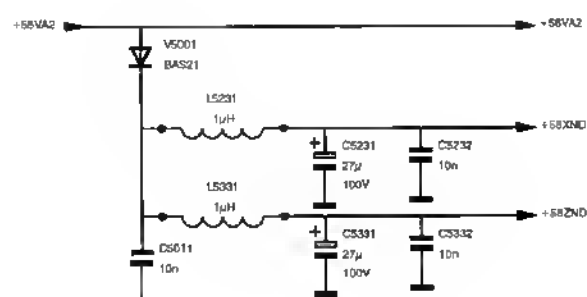 +58VA2
+58VA2
V5001
BAS21
L5231
1µH
+58XND
C5231
27µ
100V
C5232
10n
L5331
1µH
+58ZND
C5011
10n
C5331
27µ
100V
C5332
10n